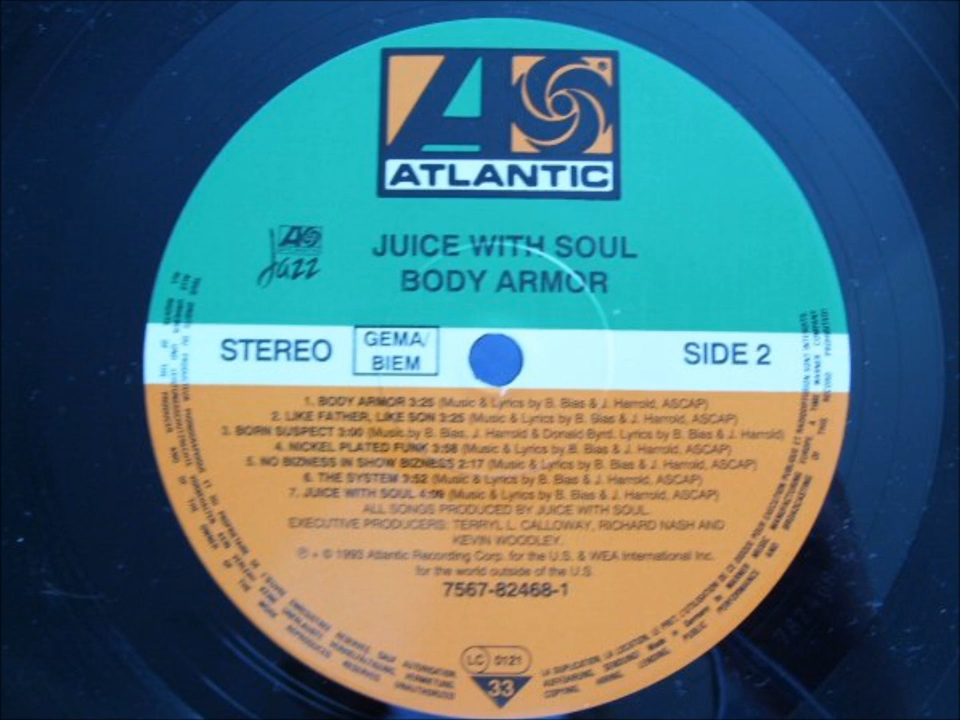 ATLANTIC
Jazz
JUICE WITH SOUL
BODY ARMOR
STEREO
GEMA/
BIEM
SIDE 2
1. BODY ARMOR 3:25 (Music & Lyrics by B. Bias & J. Harrold, ASCAP)
2. LIKE FATHER, LIKE SON 3:25 (Music & Lyrics by B. Bias & J. Harrold, ASCAP)
3. BORN SUSPECT 3:00 (Music by B. Bias, J. Harrold & Donald Byrd. Lyrics by B. Bias & J. Harrold)
4. NICKEL PLATED FUNK 3:58 (Music & Lyrics by B. Bias & J. Harrold, ASCAP)
5. NO BIZNESS IN SHOW BIZNESS 2:17 (Music & Lyrics by B. Bias & J. Harrold, ASCAP)
6. THE SYSTEM 3:52 (Music & Lyrics by B. Bias & J. Harrold, ASCAP)
7. JUICE WITH SOUL 4:09 (Music & Lyrics by B. Bias & J. Harrold, ASCAP)
ALL SONGS PRODUCED BY JUICE WITH SOUL.
EXECUTIVE PRODUCERS: TERRYL L. CALLOWAY, RICHARD NASH AND
KEVIN WOODLEY.
℗ + © 1993 Atlantic Recording Corp. for the U.S. & WEA International Inc.
for the world outside of the U.S.
7567-82468-1
LC 0121
33